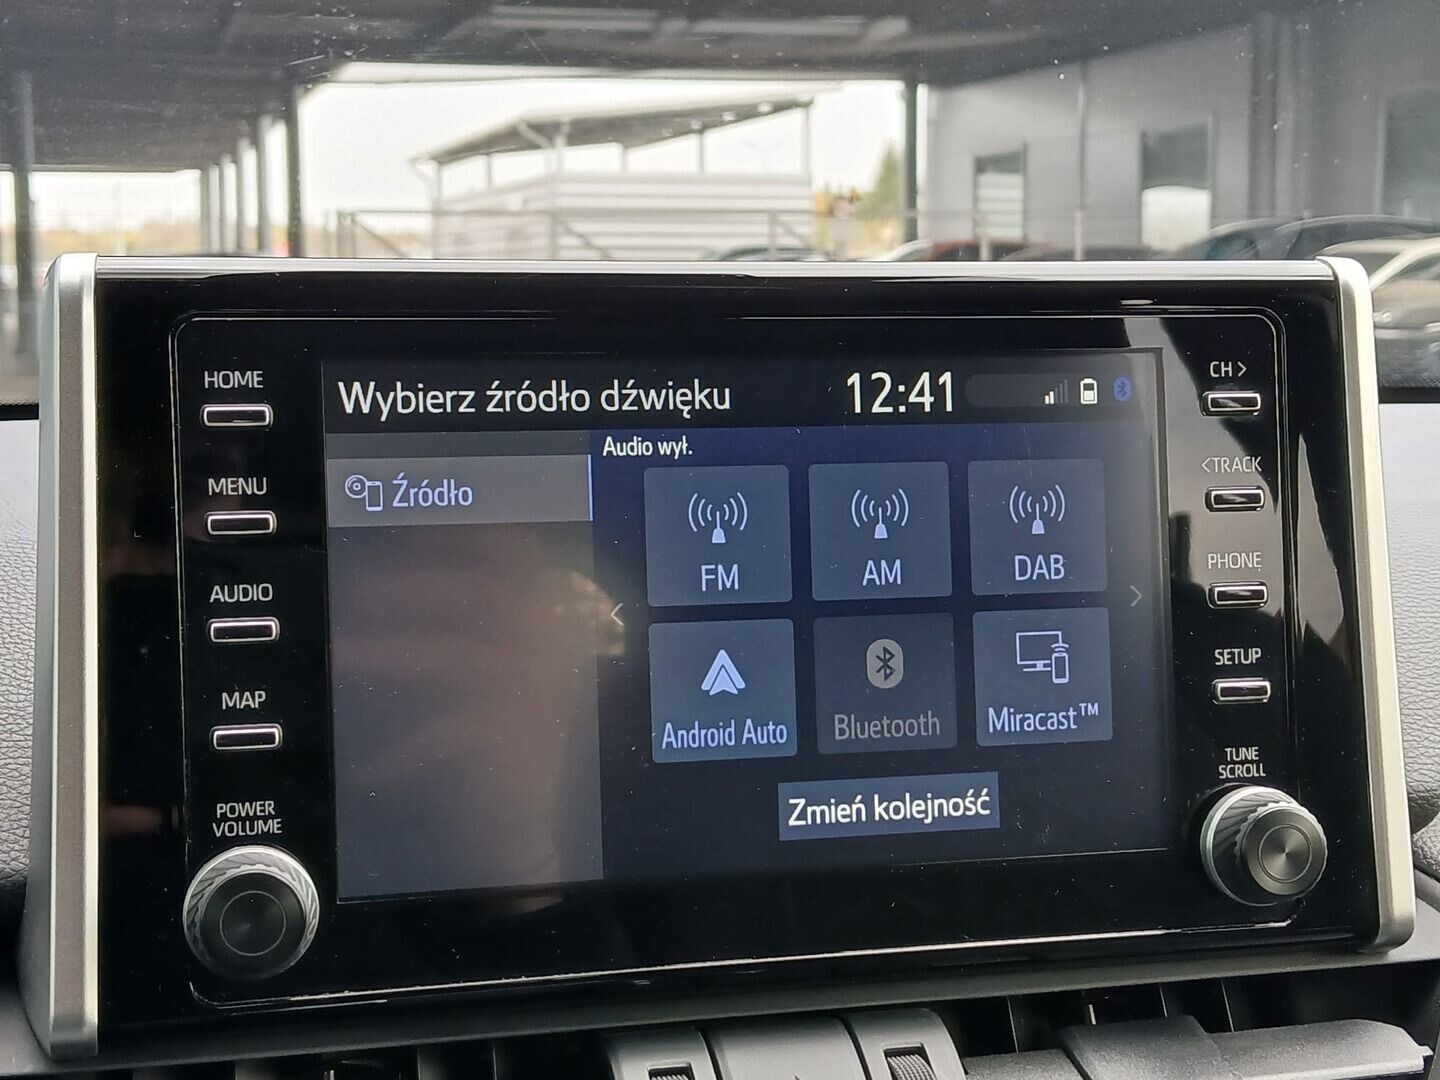 HOME
MENU
AUDIO
MAP
POWER
VOLUME
Wybierz źródło dźwięku
12:41
Źródło
Audio wył.
FM
AM
DAB
Android Auto
Bluetooth
Miracast™
Zmień kolejność
CH >
<TRACK
PHONE
SETUP
TUNE
SCROLL